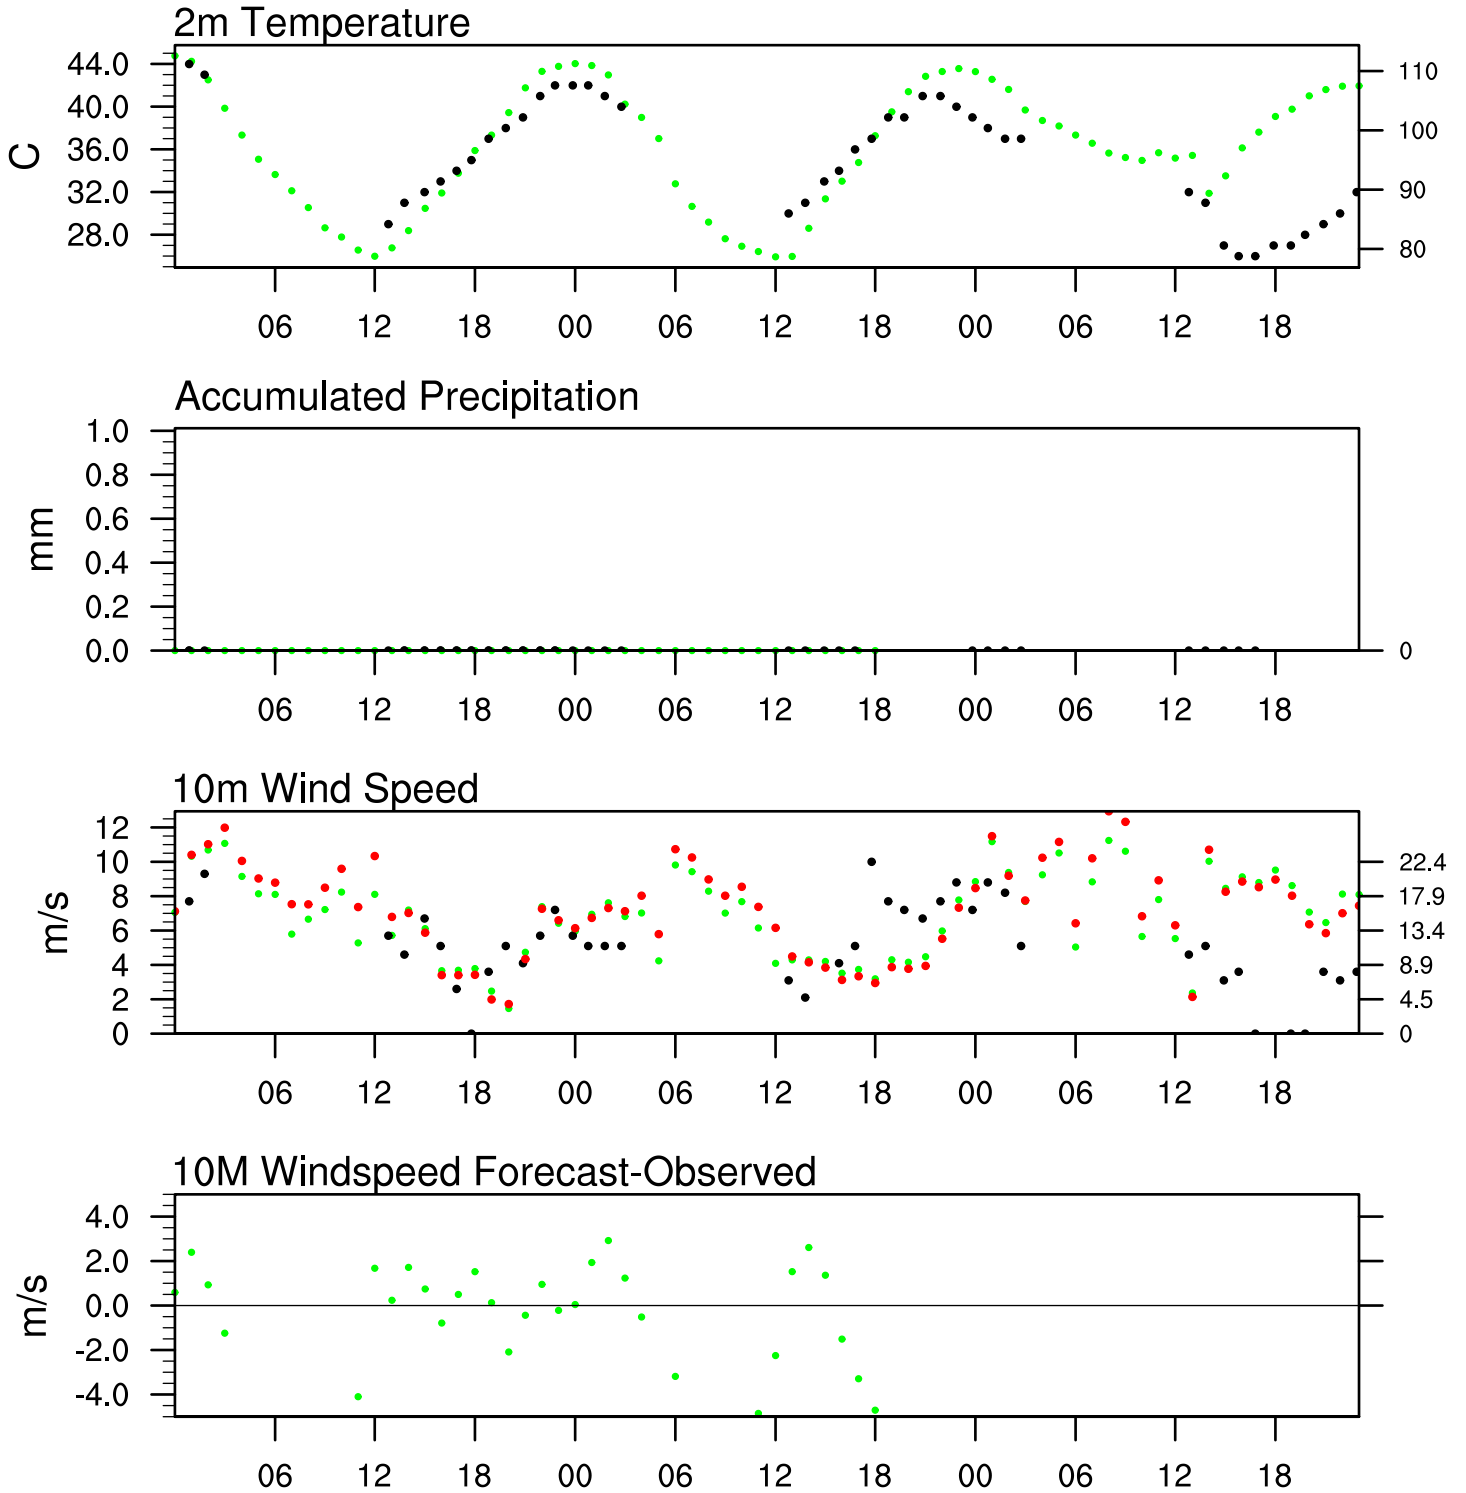 2m Temperature
44.0
40.0
36.0
32.0
28.0
C
110
100
90
80
06 12 18 00 06 12 18 00 06 12 18
Accumulated Precipitation
1.0
0.8
0.6
0.4
0.2
0.0
mm
0
06 12 18 00 06 12 18 00 06 12 18
10m Wind Speed
12
10
8
6
4
2
0
m/s
22.4
17.9
13.4
8.9
4.5
0
06 12 18 00 06 12 18 00 06 12 18
10M Windspeed Forecast-Observed
4.0
2.0
0.0
-2.0
-4.0
m/s
06 12 18 00 06 12 18 00 06 12 18